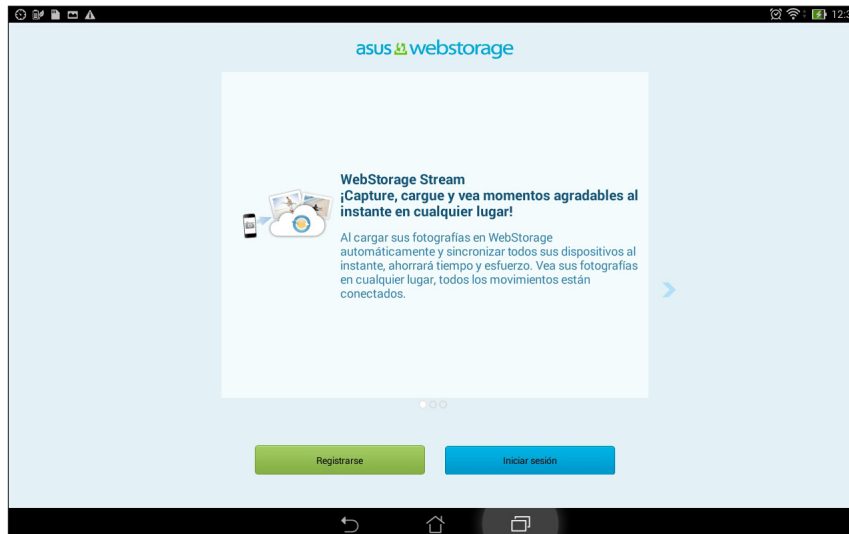 12:3
asus webstorage
WebStorage Stream
¡Capture, cargue y vea momentos agradables al
instante en cualquier lugar!
Al cargar sus fotografías en WebStorage
automáticamente y sincronizar todos sus dispositivos al
instante, ahorrará tiempo y esfuerzo. Vea sus fotografías
en cualquier lugar, todos los movimientos están
conectados.
Registrarse
Iniciar sesión